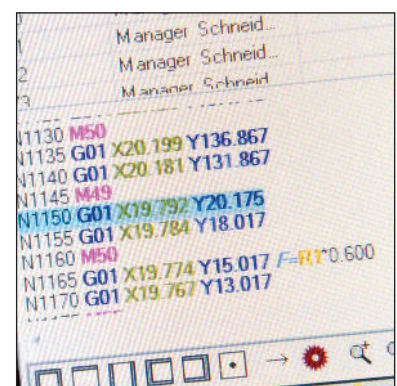 Manager Schneid...
2 Manager Schneid...
Manager Schneid
N1130 M50
N1135 G01 X20.199 Y136.867
N1140 G01 X20.181 Y131.867
N1145 M49
N1150 G01 X19.792 Y20.175
N1155 G01 X19.784 Y18.017
N1160 M50
N1165 G01 X19.774 Y15.017 F=R1*0.600
N1170 G01 X19.767 Y13.017